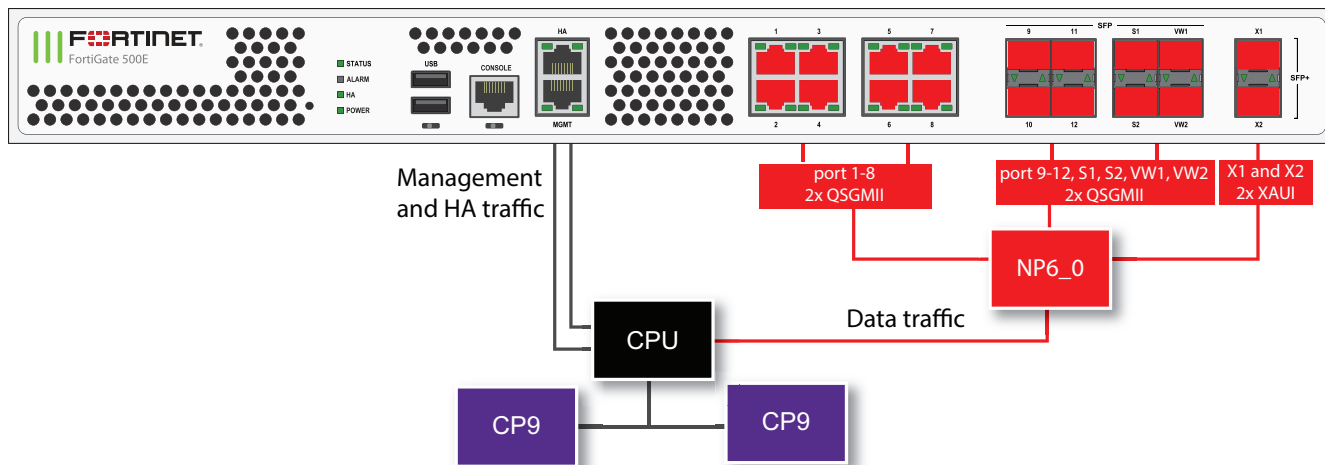 FORTINET
FortiGate 500E
STATUS
ALARM
HA
POWER
USB
CONSOLE
HA
MGMT
1 3
2 4
5 7
6 8
SFP
9 11 S1 VW1
10 12 S2 VW2
X1
X2
SFP+
Management
and HA traffic
port 1-8
2x QSGMII
port 9-12, S1, S2, VW1, VW2
2x QSGMII
X1 and X2
2x XAUI
NP6_0
Data traffic
CPU
CP9
CP9